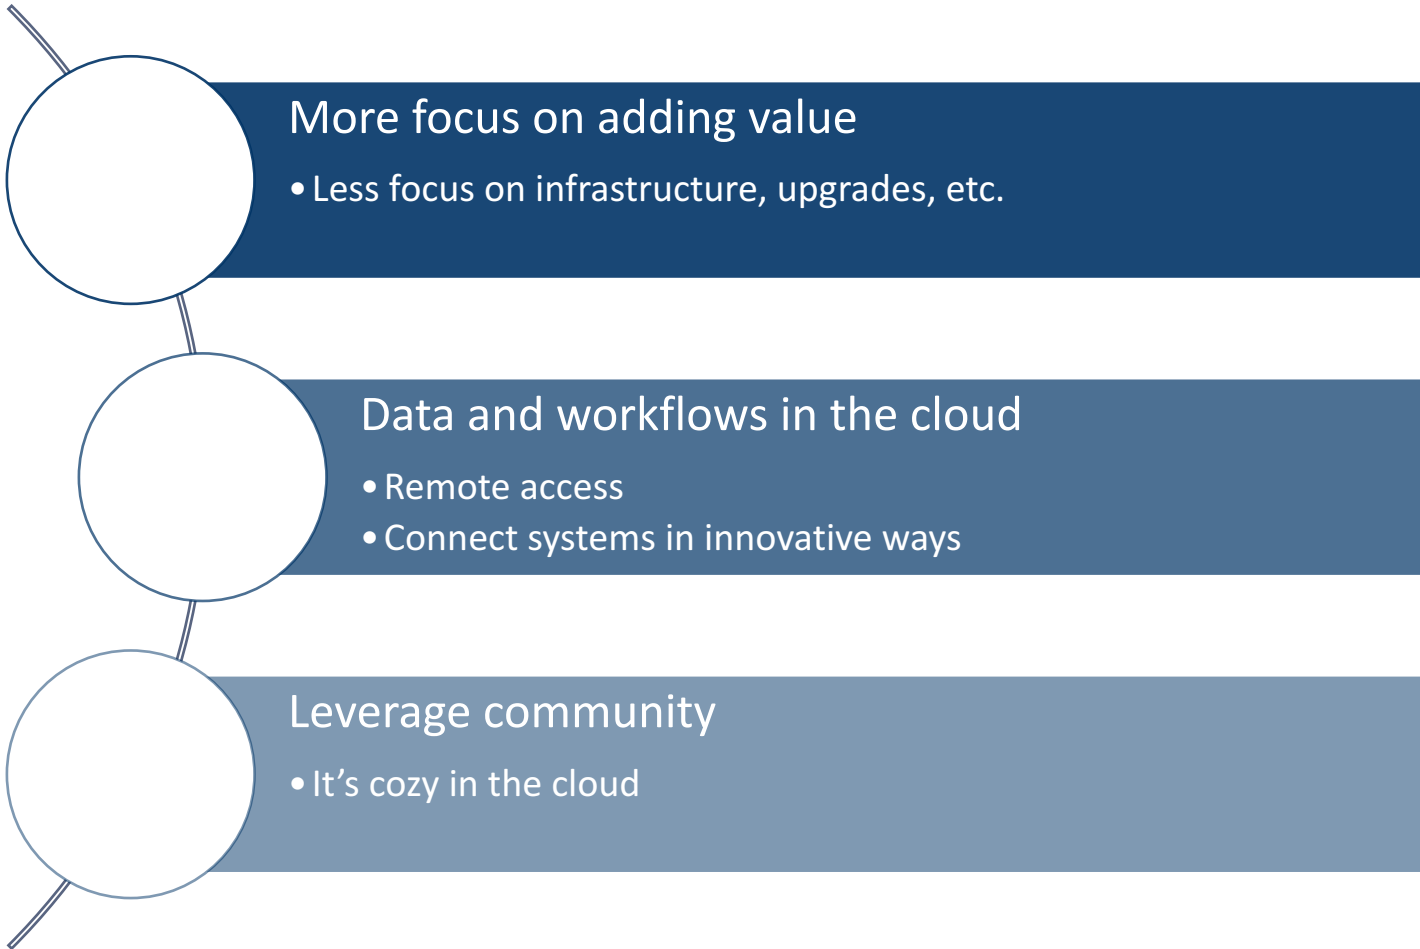 More focus on adding value
•Less focus on infrastructure, upgrades, etc.
Data and workflows in the cloud
•Remote access
•Connect systems in innovative ways
Leverage community
•It’s cozy in the cloud